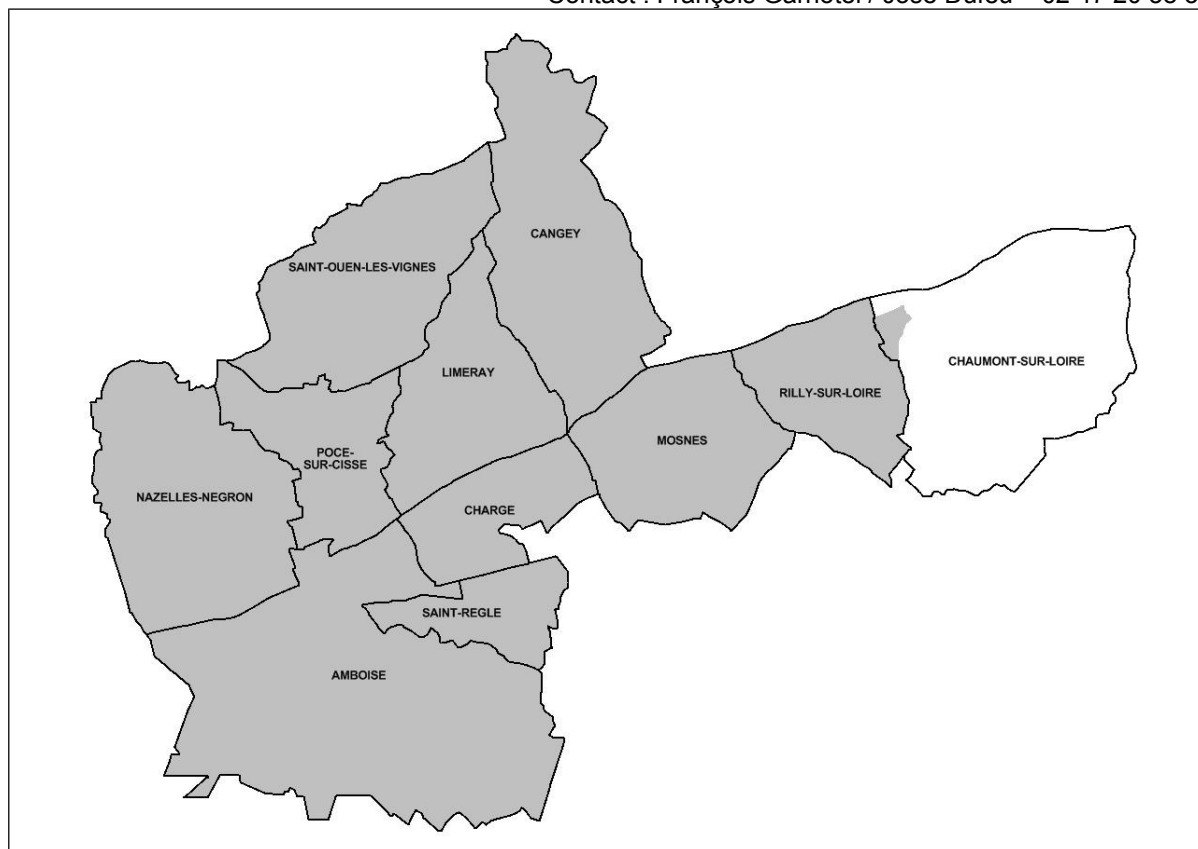 CANGEY
SAINT-OUEN-LES-VIGNES
CHAUMONT-SUR-LOIRE
LIMERAY
RILLY-SUR-LOIRE
MOSNES
POCE-
SUR-CISSE
NAZELLES-NEGRON
CHARGE
SAINT-REGLE
AMBOISE